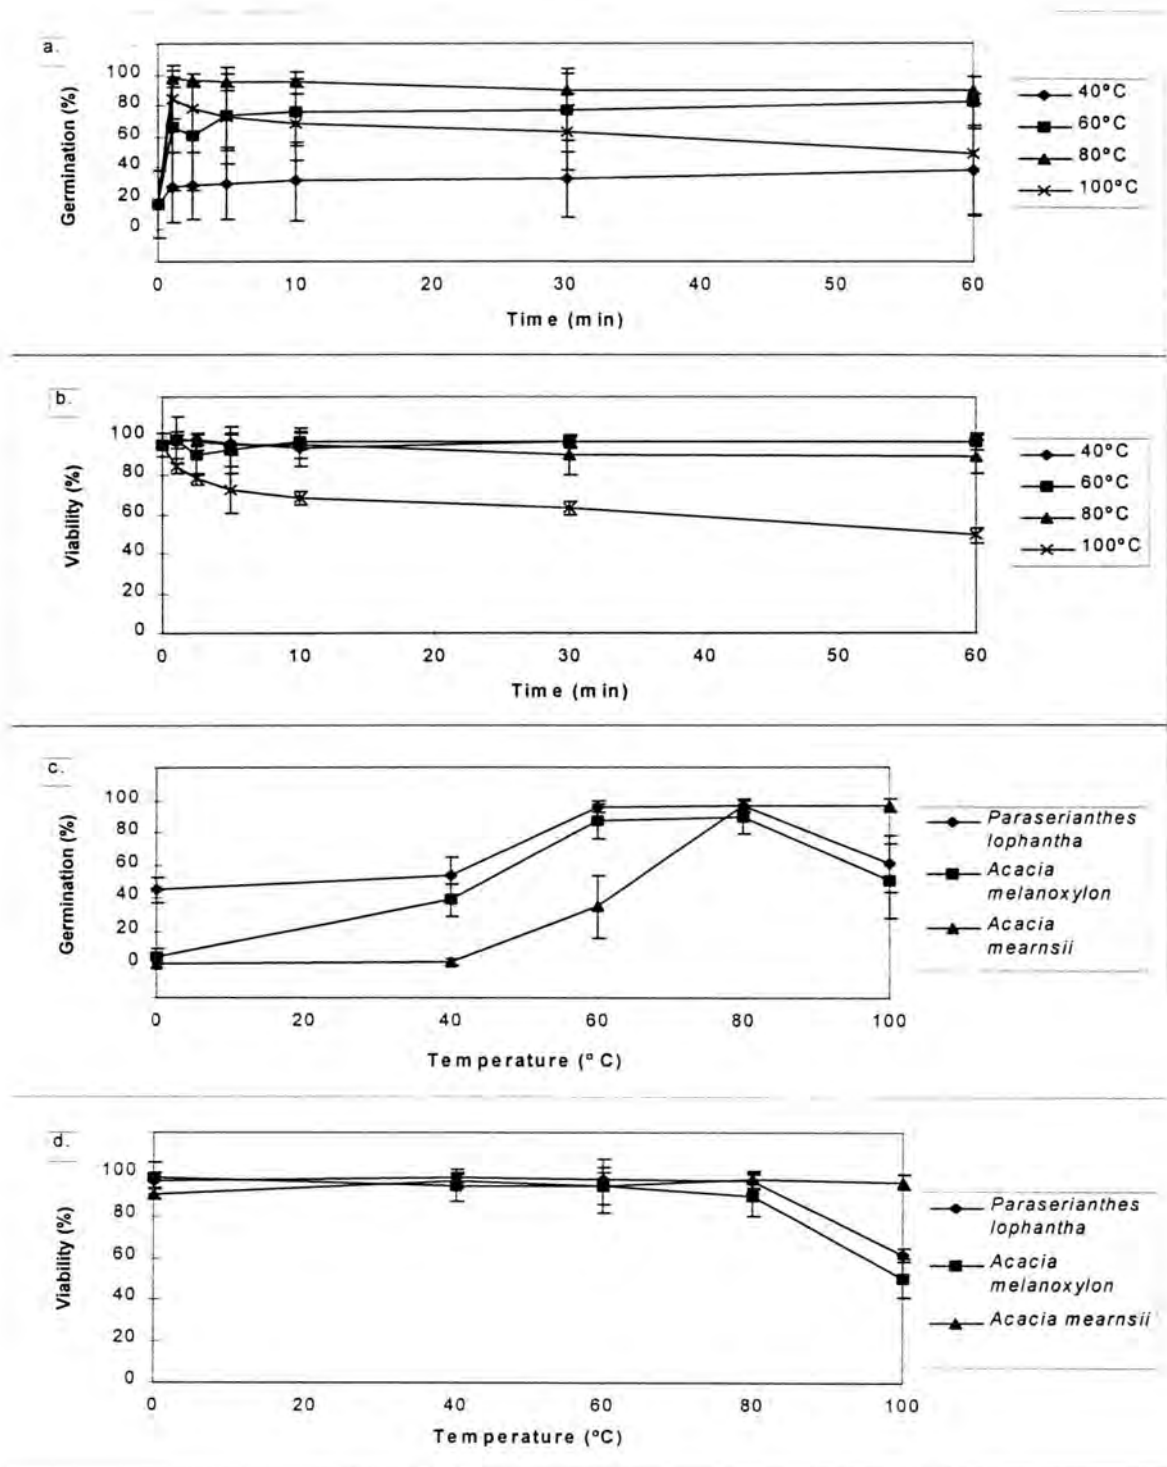 a.
100
80
60
40
20
0
Germination (%)
0 10 20 30 40 50 60
Time (min)
40°C
60°C
80°C
100°C
b.
100
80
60
40
20
0
Viability (%)
0 10 20 30 40 50 60
Time (min)
40°C
60°C
80°C
100°C
c.
100
80
60
40
20
0
Germination (%)
0 20 40 60 80 100
Temperature (° C)
Paraserianthes
lophantha
Acacia
melanoxylon
Acacia
mearnsii
d.
100
80
60
40
20
0
Viability (%)
0 20 40 60 80 100
Temperature (ºC)
Paraserianthes
lophantha
Acacia
melanoxylon
Acacia mearnsii